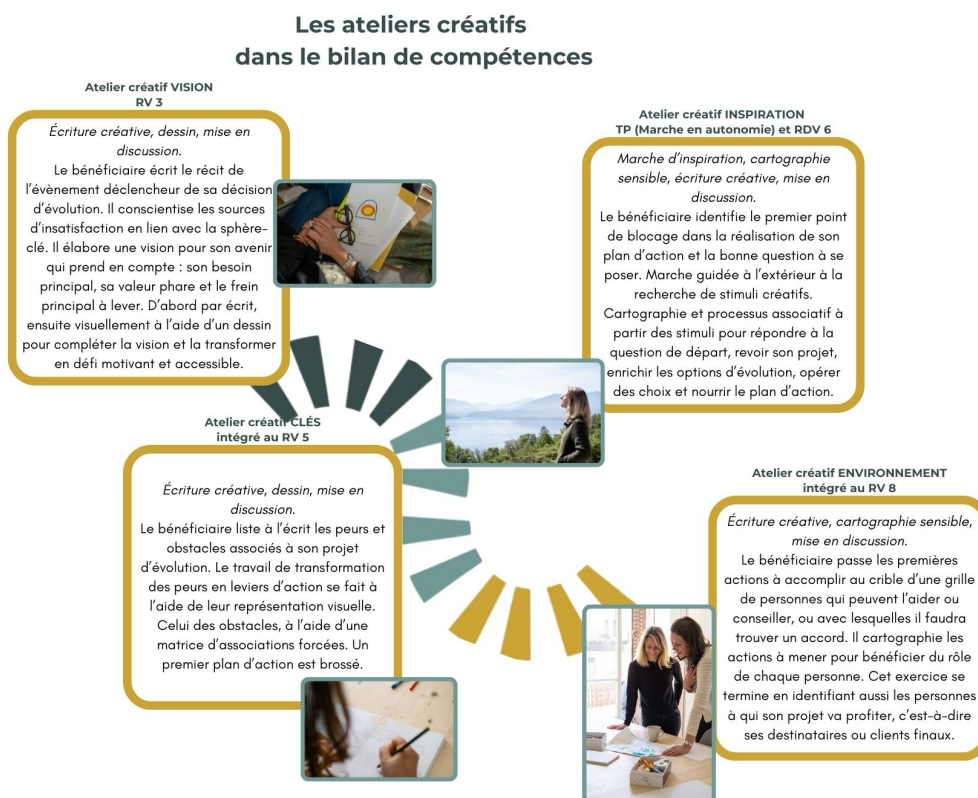 Les ateliers créatifs
dans le bilan de compétences
Atelier créatif VISION
RV 3
Écriture créative, dessin, mise en
discussion.
Le bénéficiaire écrit le récit de
l'évènement déclencheur de sa décision
d'évolution. Il conscientise les sources
d'insatisfaction en lien avec la sphère-
clé. Il élabore une vision pour son avenir
qui prend en compte : son besoin
principal, sa valeur phare et le frein
principal à lever. D'abord par écrit,
ensuite visuellement à l'aide d'un dessin
pour compléter la vision et la transformer
en défi motivant et accessible.
Atelier créatif INSPIRATION
TP (Marche en autonomie) et RDV 6
Marche d'inspiration, cartographie
sensible, écriture créative, mise en
discussion.
Le bénéficiaire identifie le premier point
de blocage dans la réalisation de son
plan d'action et la bonne question à se
poser. Marche guidée à l'extérieur à la
recherche de stimuli créatifs.
Cartographie et processus associatif à
partir des stimuli pour répondre à la
question de départ, revoir son projet,
enrichir les options d'évolution, opérer
des choix et nourrir le plan d'action.
Atelier créatif CLÉS
intégré au RV 5
Écriture créative, dessin, mise en
discussion.
Le bénéficiaire liste à l'écrit les peurs et
obstacles associés à son projet
d'évolution. Le travail de transformation
des peurs en leviers d'action se fait à
l'aide de leur représentation visuelle.
Celui des obstacles, à l'aide d'une
matrice d'associations forcées. Un
premier plan d'action est brossé.
Atelier créatif ENVIRONNEMENT
intégré au RV 8
Écriture créative, cartographie sensible,
mise en discussion.
Le bénéficiaire passe les premières
actions à accomplir au crible d'une grille
de personnes qui peuvent l'aider ou
conseiller, ou avec lesquelles il faudra
trouver un accord. Il cartographie les
actions à mener pour bénéficier du rôle
de chaque personne. Cet exercice se
termine en identifiant aussi les personnes
à qui son projet va profiter, c'est-à-dire
ses destinataires ou clients finaux.